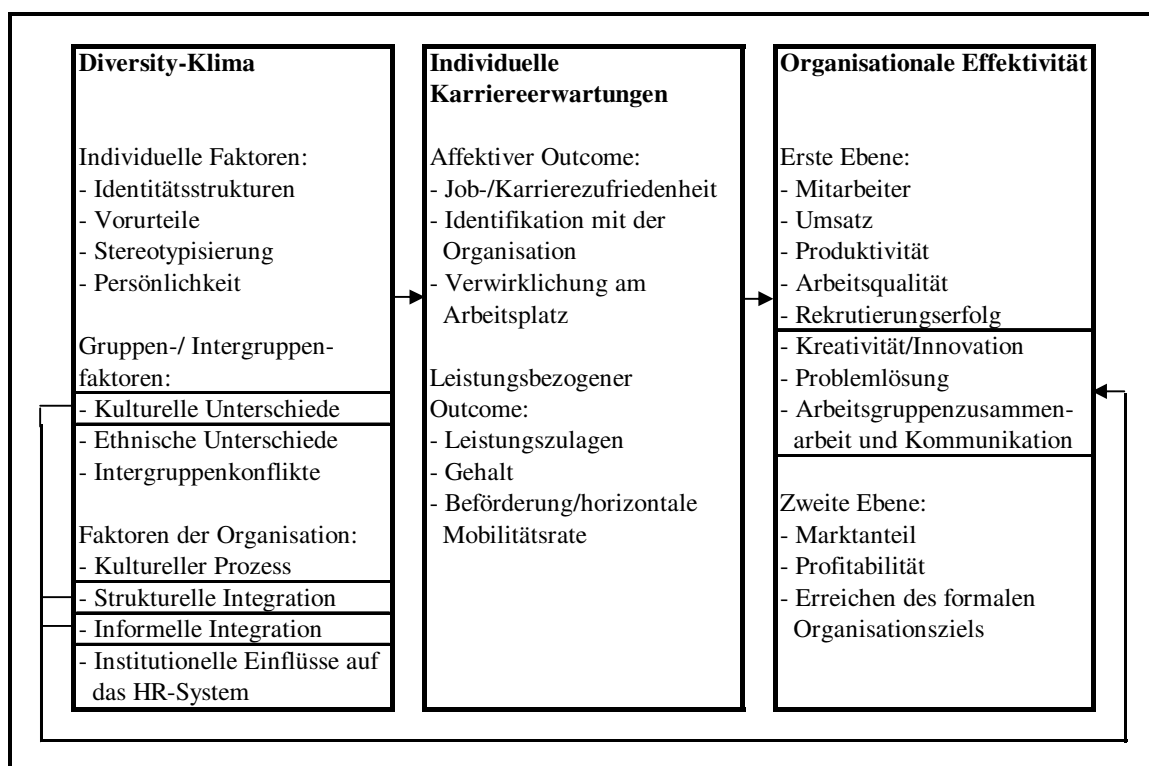 Diversity-Klima
Individuelle Faktoren:
- Identitätsstrukturen
- Vorurteile
- Stereotypisierung
- Persönlichkeit
Gruppen-/ Intergruppen-
faktoren:
- Kulturelle Unterschiede
- Ethnische Unterschiede
- Intergruppenkonflikte
Faktoren der Organisation:
- Kultureller Prozess
- Strukturelle Integration
- Informelle Integration
- Institutionelle Einflüsse auf
das HR-System
Individuelle
Karriereerwartungen
Affektiver Outcome:
- Job-/Karrierezufriedenheit
- Identifikation mit der
Organisation
- Verwirklichung am
Arbeitsplatz
Leistungsbezogener
Outcome:
- Leistungszulagen
- Gehalt
- Beförderung/horizontale
Mobilitätsrate
Organisationale Effektivität
Erste Ebene:
- Mitarbeiter
- Umsatz
- Produktivität
- Arbeitsqualität
- Rekrutierungserfolg
- Kreativität/Innovation
- Problemlösung
- Arbeitsgruppenzusammen-
arbeit und Kommunikation
Zweite Ebene:
- Marktanteil
- Profitabilität
- Erreichen des formalen
Organisationsziels